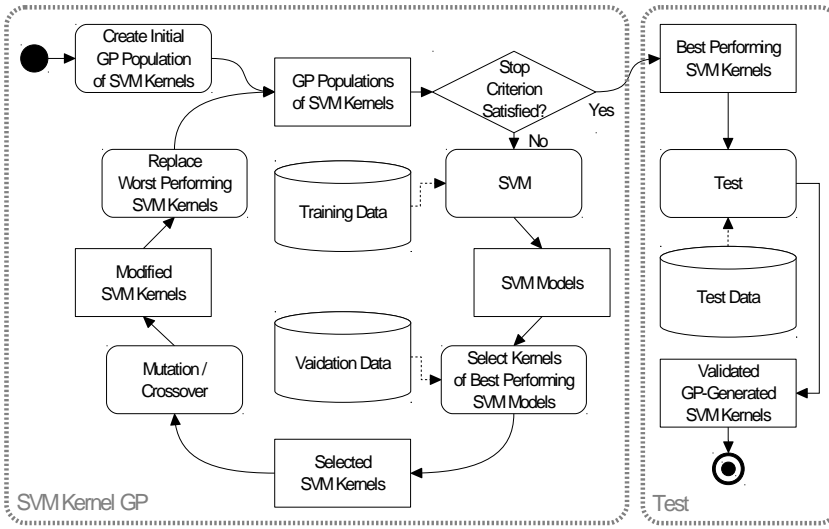 Create Initial
GP Population
of SVM Kernels
GP Populations
of SVM Kernels
Stop
Criterion
Satisfied?
Yes
No
Best Performing
SVM Kernels
Replace
Worst Performing
SVM Kernels
Training Data
SVM
Test
Modified
SVM Kernels
SVM Models
Test Data
Mutation /
Crossover
Vaidation Data
Select Kernels
of Best Performing
SVM Models
Validated
GP-Generated
SVM Kernels
Selected
SVM Kernels
SVM Kernel GP
Test